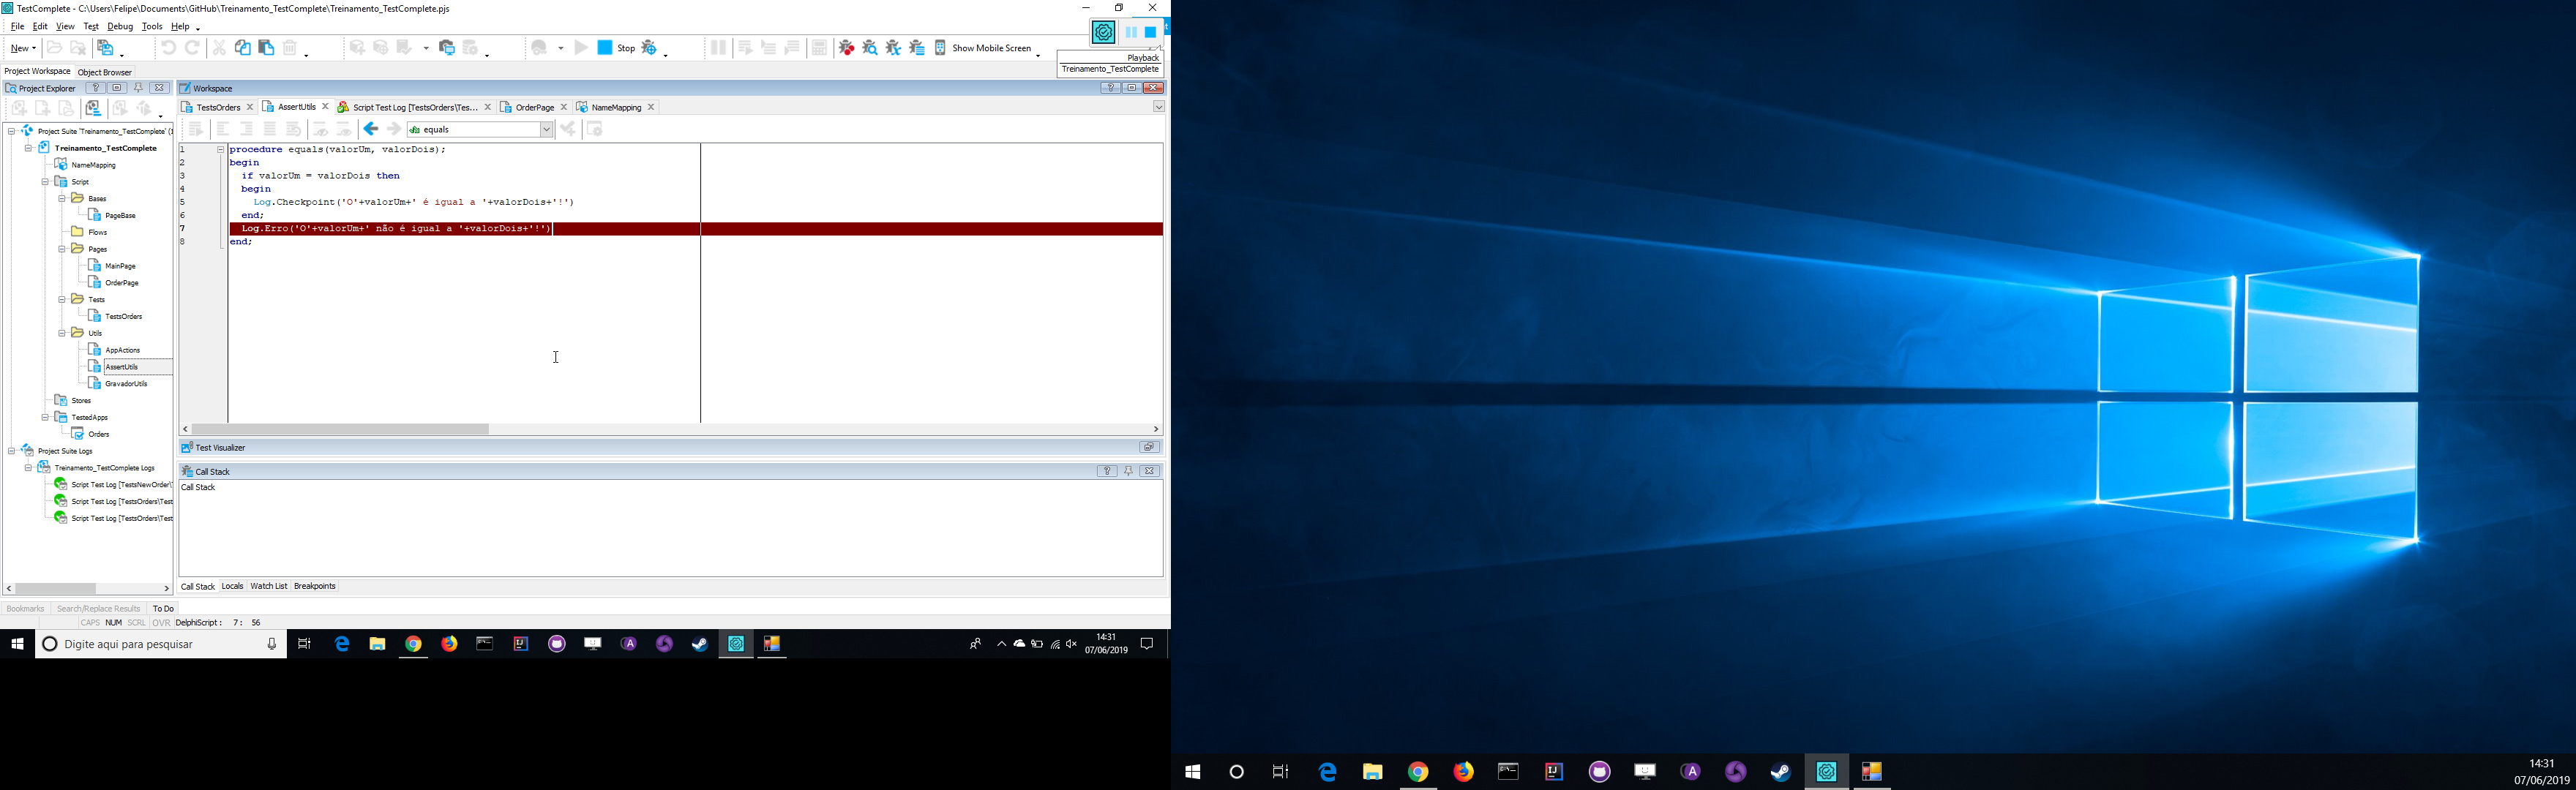 TestComplete - C:\Users\Felipe\Documents\GitHub\Treinamento_TestComplete\Treinamento_TestComplete.pjs
File Edit View Test Debug Tools Help
New Stop Show Mobile Screen
Playback
Treinamento_TestComplete
Project Workspace Object Browser
Project Explorer
Workspace
TestsOrders AssertUtils Script Test Log [TestsOrders\Tes... OrderPage NameMapping
equals
Project Suite 'Treinamento_TestComplete' (1
Treinamento_TestComplete
NameMapping
Script
Bases
PageBase
Flows
Pages
MainPage
OrderPage
Tests
TestsOrders
Utils
AppActions
AssertUtils
GravadorUtils
Stores
TestedApps
Orders
Project Suite Logs
Treinamento_TestComplete Logs
Script Test Log [TestsNewOrder\
Script Test Log [TestsOrders\Test
Script Test Log [TestsOrders\Test
1 procedure equals(valorUm, valorDois);
2 begin
3 if valorUm = valorDois then
4 begin
5 Log.Checkpoint('O'+valorUm+' é igual a '+valorDois+'!')
6 end;
7 Log.Erro('O'+valorUm+' não é igual a '+valorDois+'!')
8 end;
Test Visualizer
Call Stack
Call Stack
Call Stack Locals Watch List Breakpoints
Bookmarks Search/Replace Results To Do
CAPS NUM SCRL OVR DelphiScript : 7: 56
Digite aqui para pesquisar
14:31
07/06/2019
14:31
07/06/2019